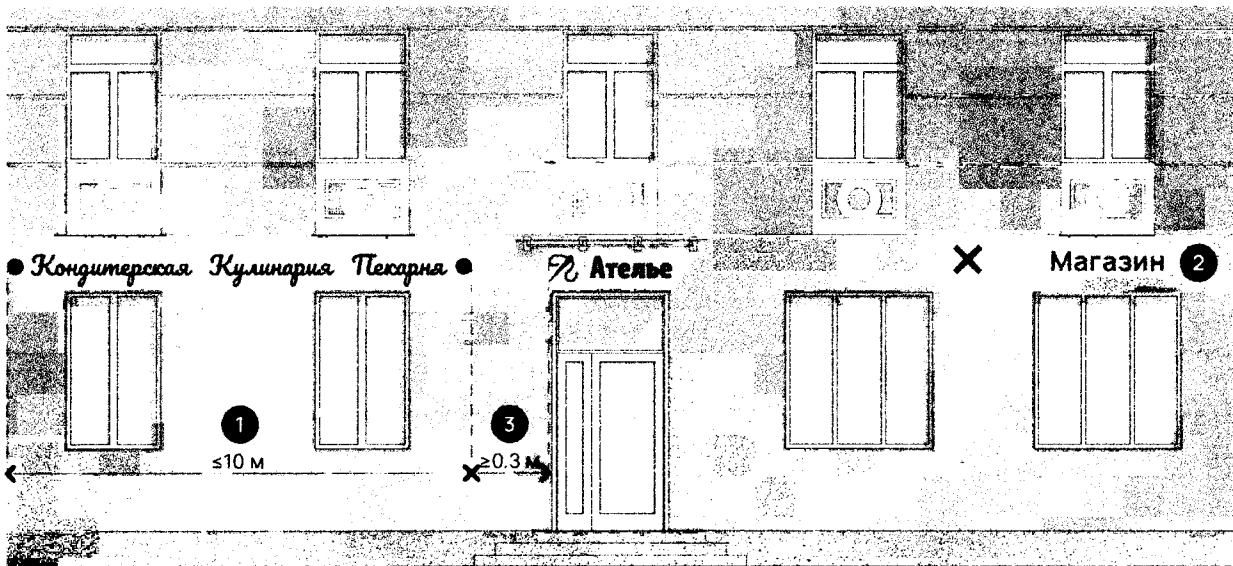 Кондитерская Кулинария Пекарня
Ателье
Магазин 2
1
≤10 м
3
≥0.3 м